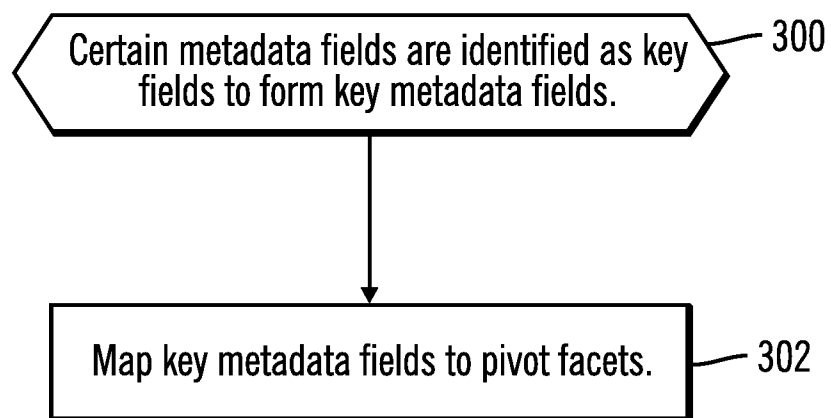 Certain metadata fields are identified as key
fields to form key metadata fields.
300
Map key metadata fields to pivot facets.
302